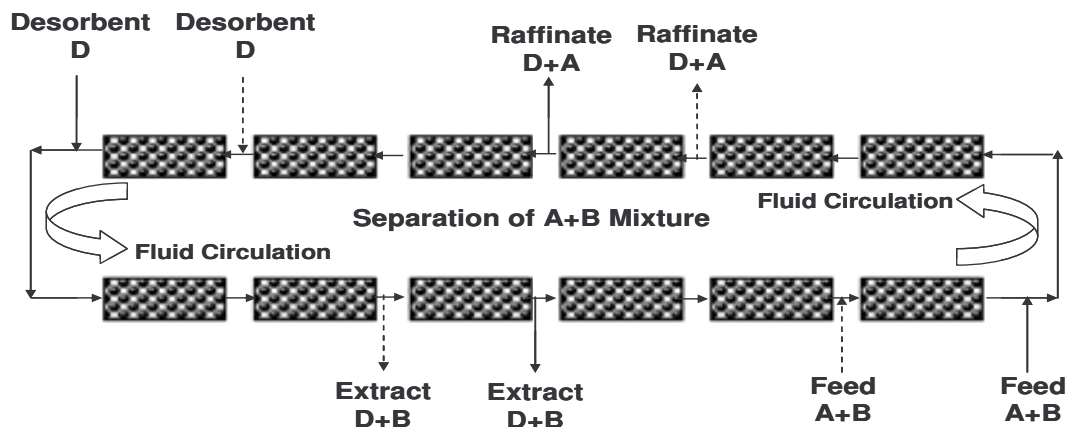 Desorbent
D
Desorbent
D
Raffinate
D+A
Raffinate
D+A
Separation of A+B Mixture
Fluid Circulation
Fluid Circulation
Extract
D+B
Extract
D+B
Feed
A+B
Feed
A+B